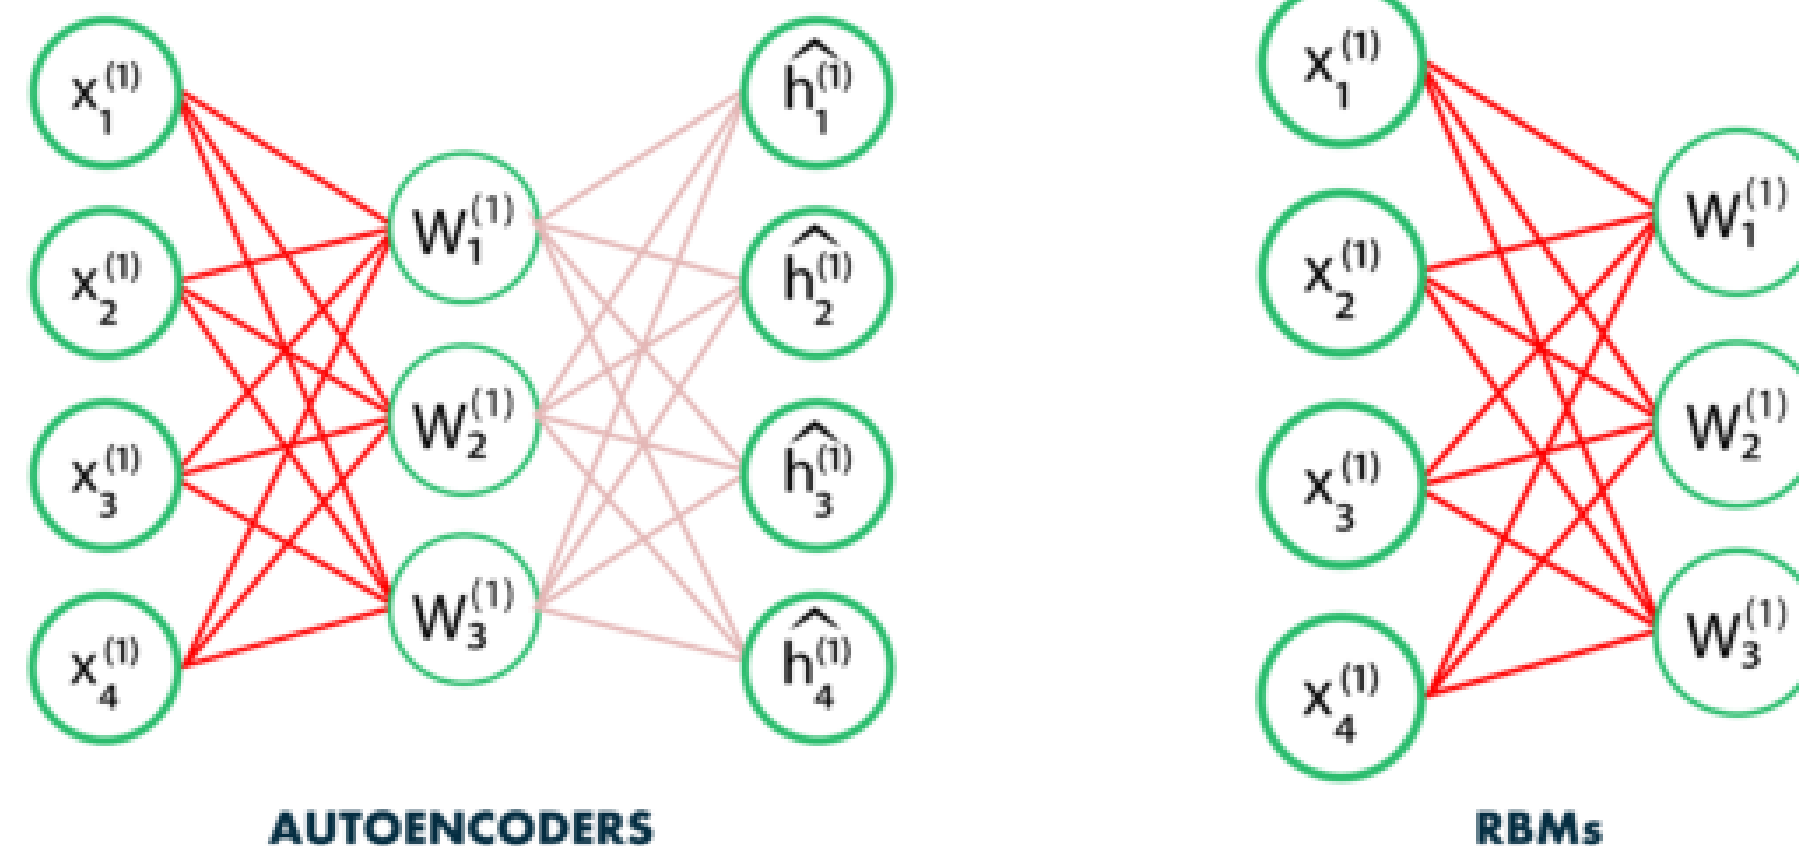 x₁⁽¹⁾
x₂⁽¹⁾
x₃⁽¹⁾
x₄⁽¹⁾
W₁⁽¹⁾
W₂⁽¹⁾
W₃⁽¹⁾
ĥ₁⁽¹⁾
ĥ₂⁽¹⁾
ĥ₃⁽¹⁾
ĥ₄⁽¹⁾
AUTOENCODERS
x₁⁽¹⁾
x₂⁽¹⁾
x₃⁽¹⁾
x₄⁽¹⁾
W₁⁽¹⁾
W₂⁽¹⁾
W₃⁽¹⁾
RBMs